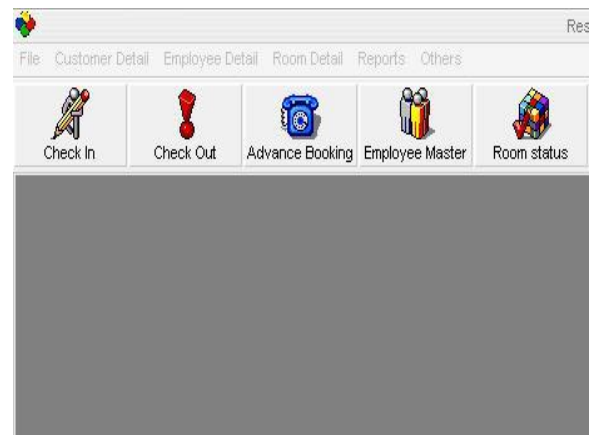 Res
File Customer Detail Employee Detail Room Detail Reports Others
Check In Check Out Advance Booking Employee Master Room status